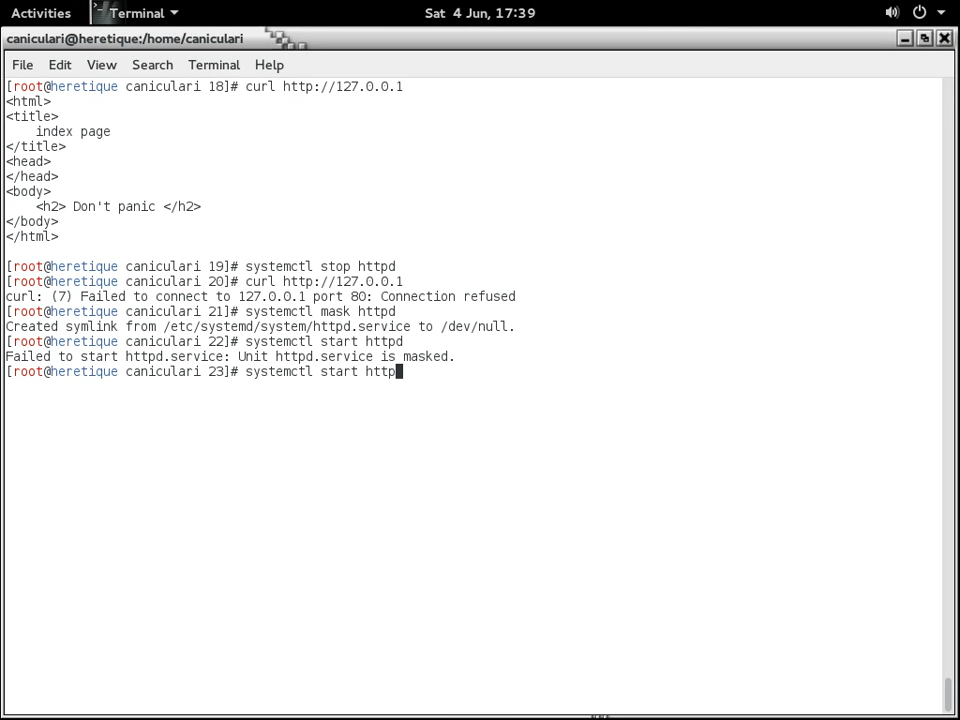 Activities Terminal Sat 4 Jun, 17:39
caniculari@heretique:/home/caniculari
File Edit View Search Terminal Help
[root@heretique caniculari 18]# curl http://127.0.0.1
<html>
<title>
    index page
</title>
<head>
</head>
<body>
    <h2> Don't panic </h2>
</body>
</html>
[root@heretique caniculari 19]# systemctl stop httpd
[root@heretique caniculari 20]# curl http://127.0.0.1
curl: (7) Failed to connect to 127.0.0.1 port 80: Connection refused
[root@heretique caniculari 21]# systemctl mask httpd
Created symlink from /etc/systemd/system/httpd.service to /dev/null.
[root@heretique caniculari 22]# systemctl start httpd
Failed to start httpd.service: Unit httpd.service is masked.
[root@heretique caniculari 23]# systemctl start http